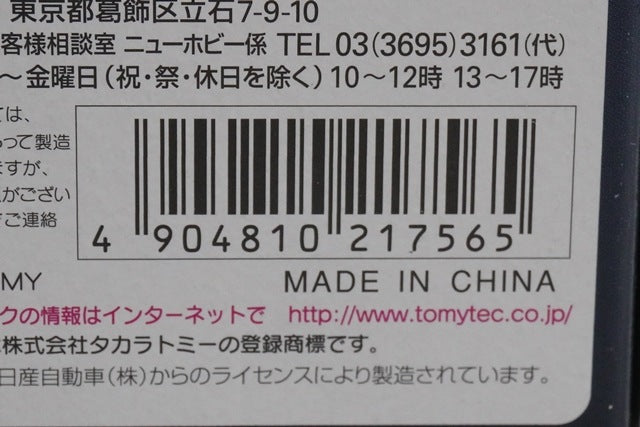 東京都葛飾区立石7-9-10
客様相談室 ニューホビー係 TEL 03(3695)3161(代)
〜金曜日(祝・祭・休日を除く)10〜12時 13〜17時
ては、
って製造
ますが、
がござい
ご連絡
4 904810 217565
MY
MADE IN CHINA
クの情報はインターネットで http://www.tomytec.co.jp/
株式会社タカラトミーの登録商標です。
日産自動車(株)からのライセンスにより製造されています。